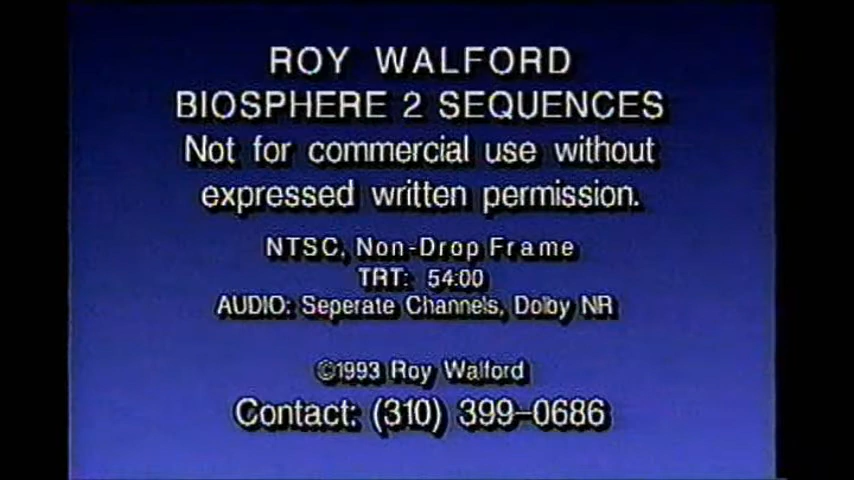 ROY WALFORD
BIOSPHERE 2 SEQUENCES
Not for commercial use without
expressed written permission.
NTSC, Non-Drop Frame
TRT: 54:00
AUDIO: Seperate Channels, Dolby NR
©1993 Roy Walford
Contact: (310) 399-0686